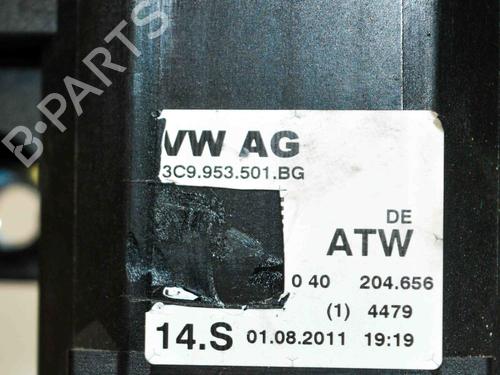 B-PARTS
VW AG
3C9.953.501.BG
DE
ATW
0 40 204.656
(1) 4479
14.S 01.08.2011 19:19